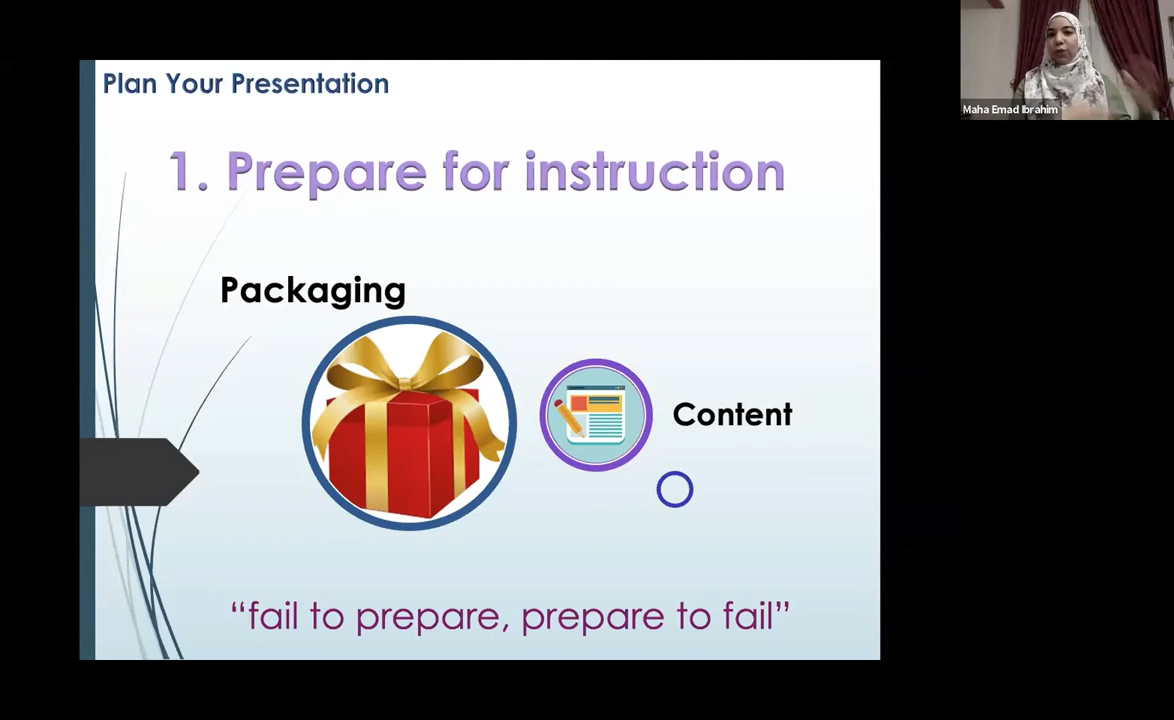 Plan Your Presentation
1. Prepare for instruction
Packaging
Content
“fail to prepare, prepare to fail”
Maha Emad Ibrahim